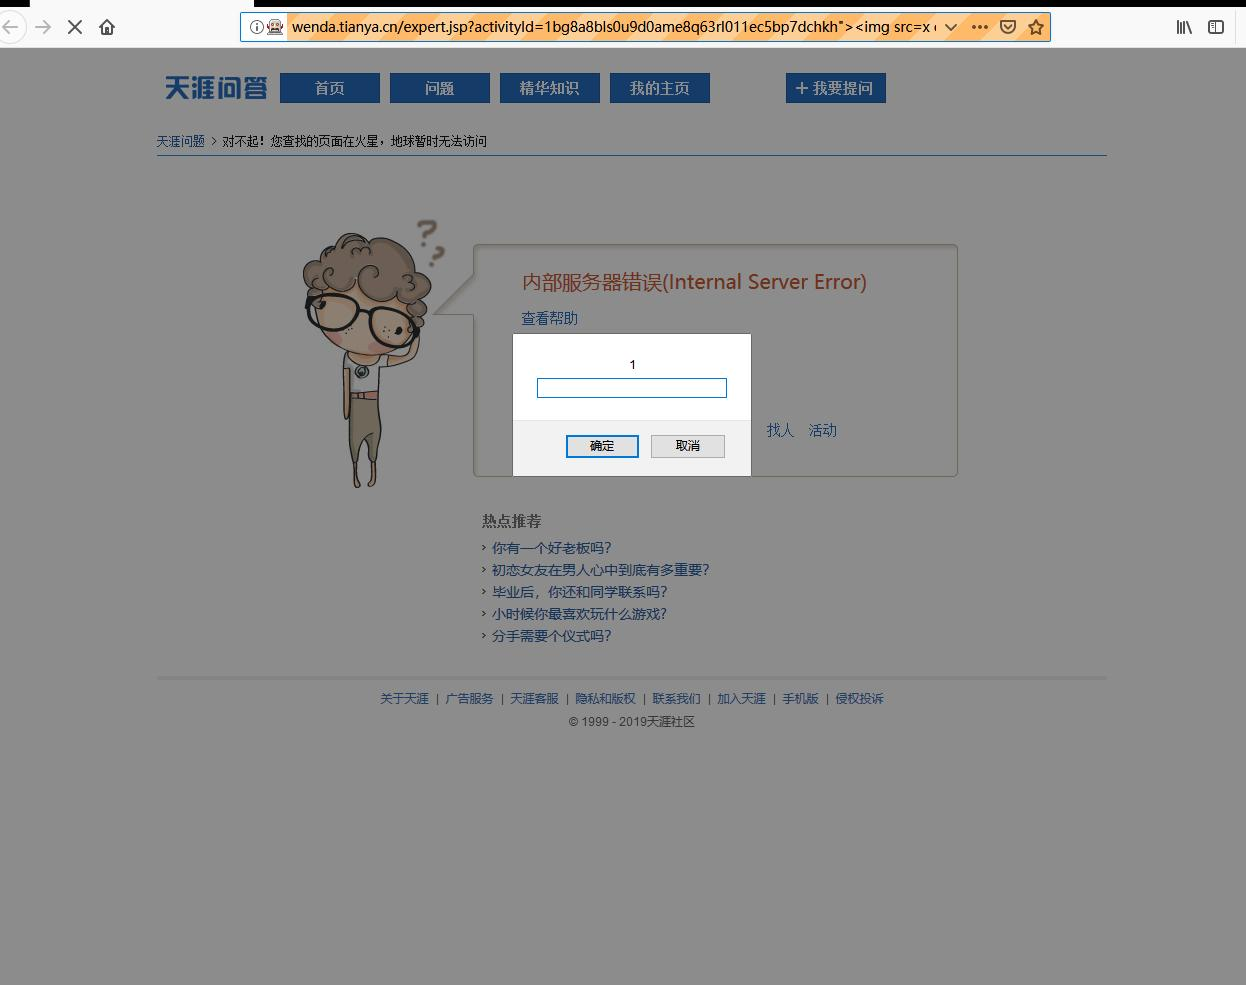 wenda.tianya.cn/expert.jsp?activityId=1bg8a8bls0u9d0ame8q63rl011ec5bp7dchkh"><img src=x
天涯问答 首页 问题 精华知识 我的主页 + 我要提问
天涯问题 > 对不起！您查找的页面在火星，地球暂时无法访问
? ?
内部服务器错误(Internal Server Error)
查看帮助
1
找人 活动
确定 取消
热点推荐
你有一个好老板吗?
初恋女友在男人心中到底有多重要?
毕业后，你还和同学联系吗?
小时候你最喜欢玩什么游戏?
分手需要个仪式吗?
关于天涯 | 广告服务 | 天涯客服 | 隐私和版权 | 联系我们 | 加入天涯 | 手机版 | 侵权投诉
© 1999 - 2019天涯社区